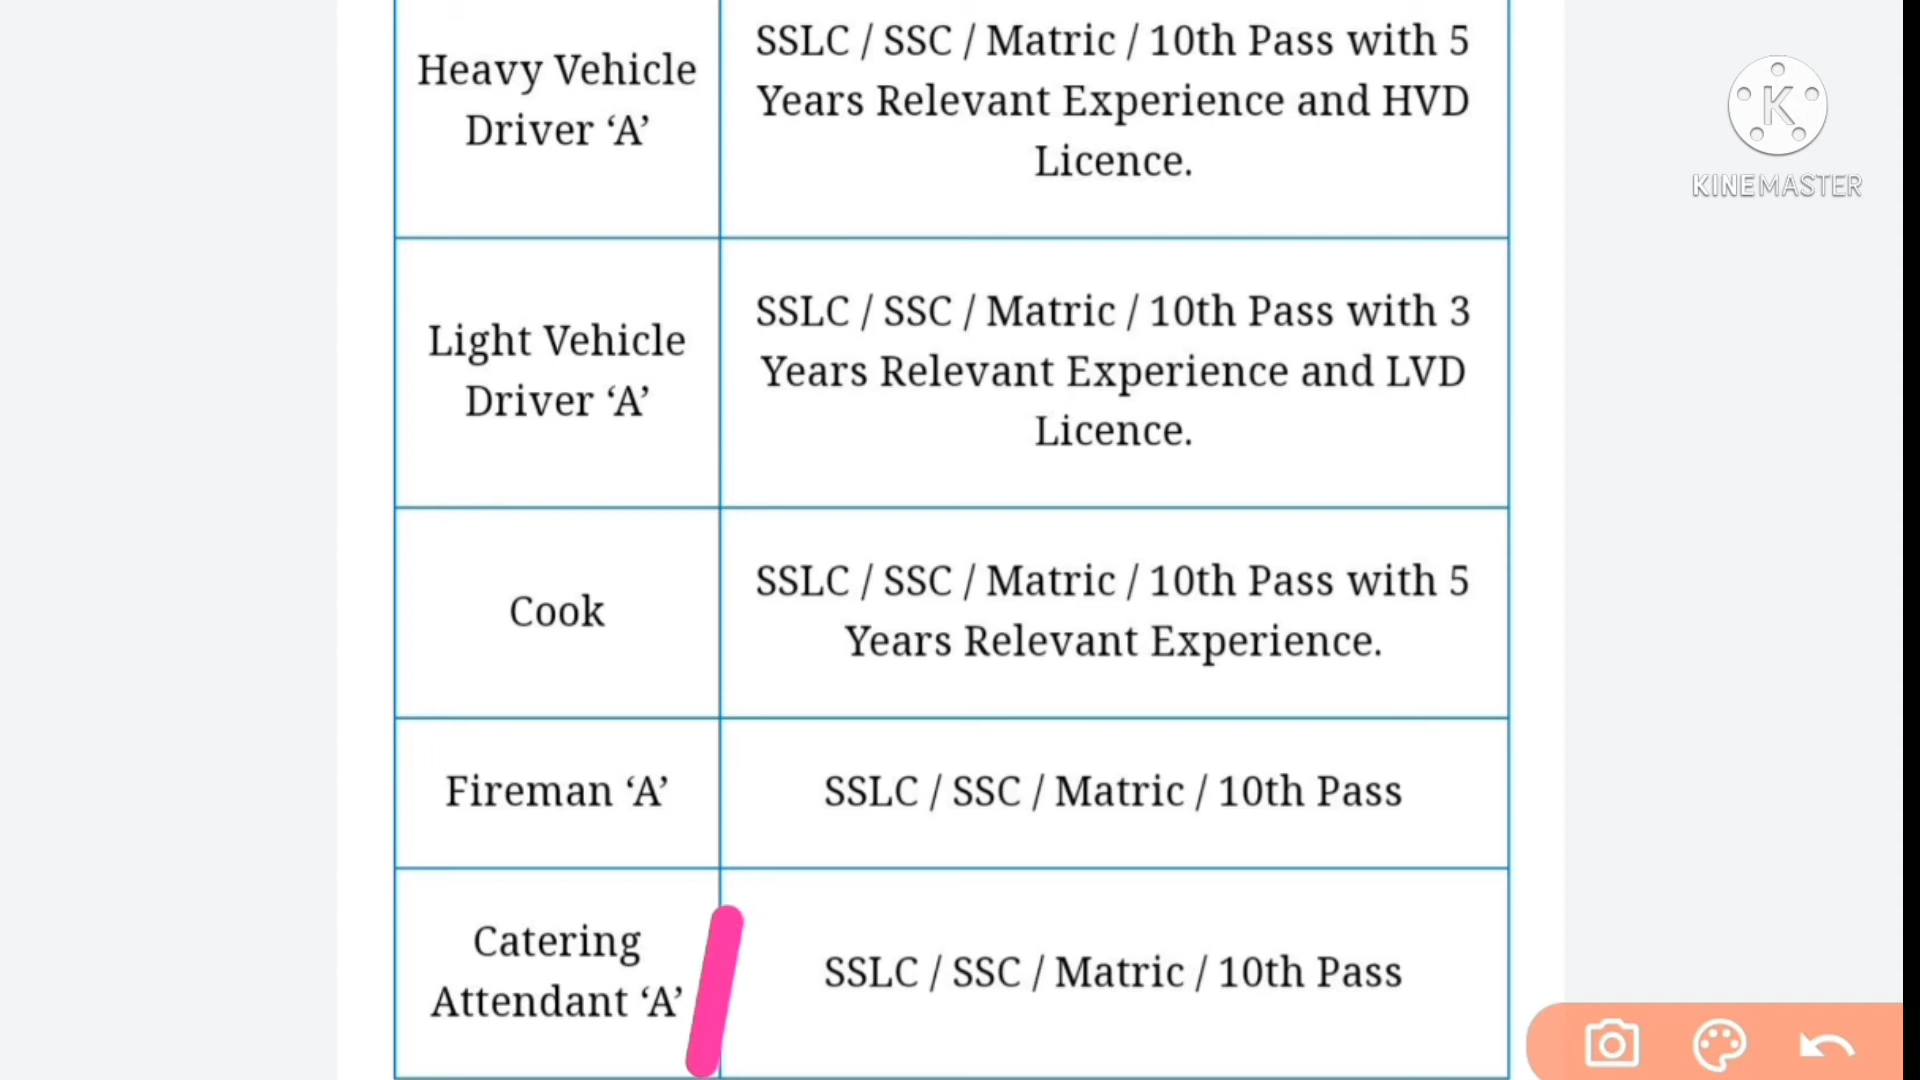 Heavy Vehicle
Driver ‘A’
SSLC / SSC / Matric / 10th Pass with 5
Years Relevant Experience and HVD
Licence.
Light Vehicle
Driver ‘A’
SSLC / SSC / Matric / 10th Pass with 3
Years Relevant Experience and LVD
Licence.
Cook
SSLC / SSC / Matric / 10th Pass with 5
Years Relevant Experience.
Fireman ‘A’
SSLC / SSC / Matric / 10th Pass
Catering
Attendant ‘A’
SSLC / SSC / Matric / 10th Pass
K
KINEMASTER